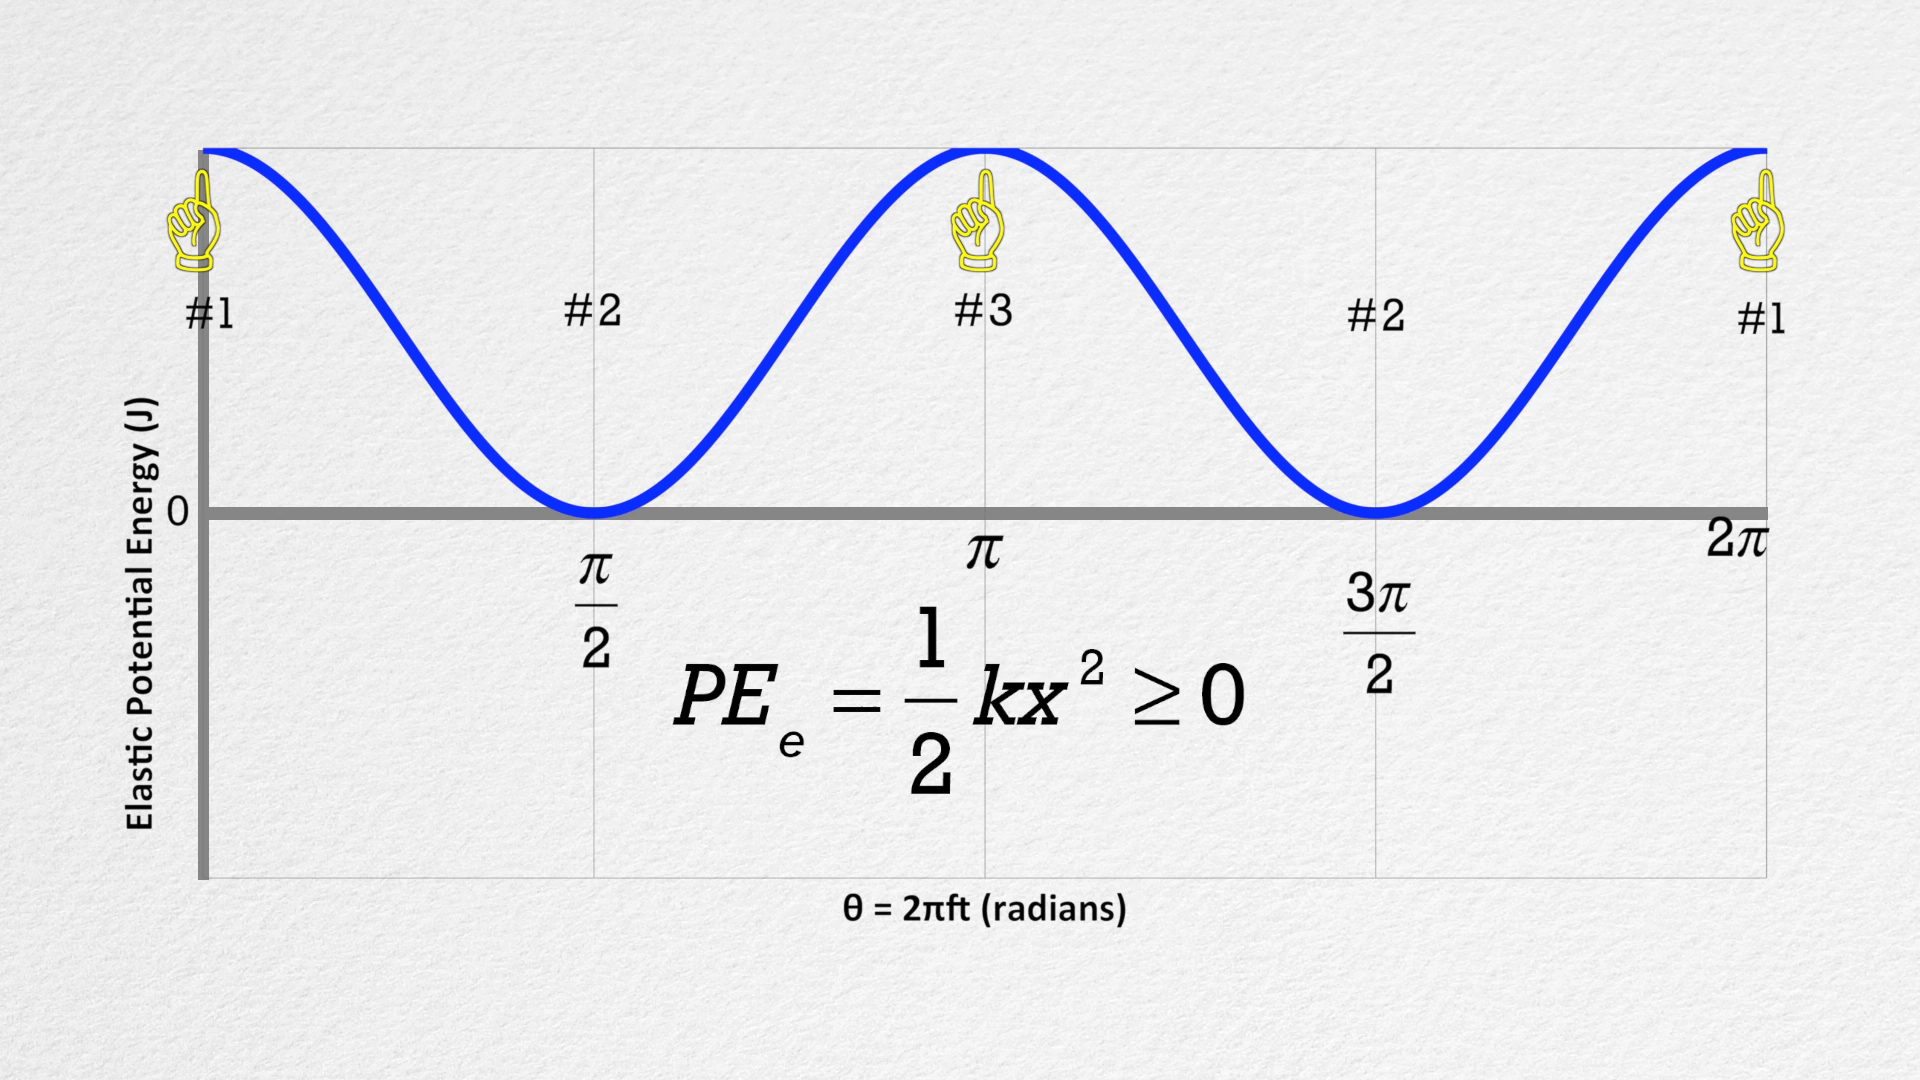 #1
#2
#3
#2
#1
Elastic Potential Energy (J)
0
π/2
π
3π/2
2π
PEₑ = 1/2 kx² ≥ 0
θ = 2πft (radians)